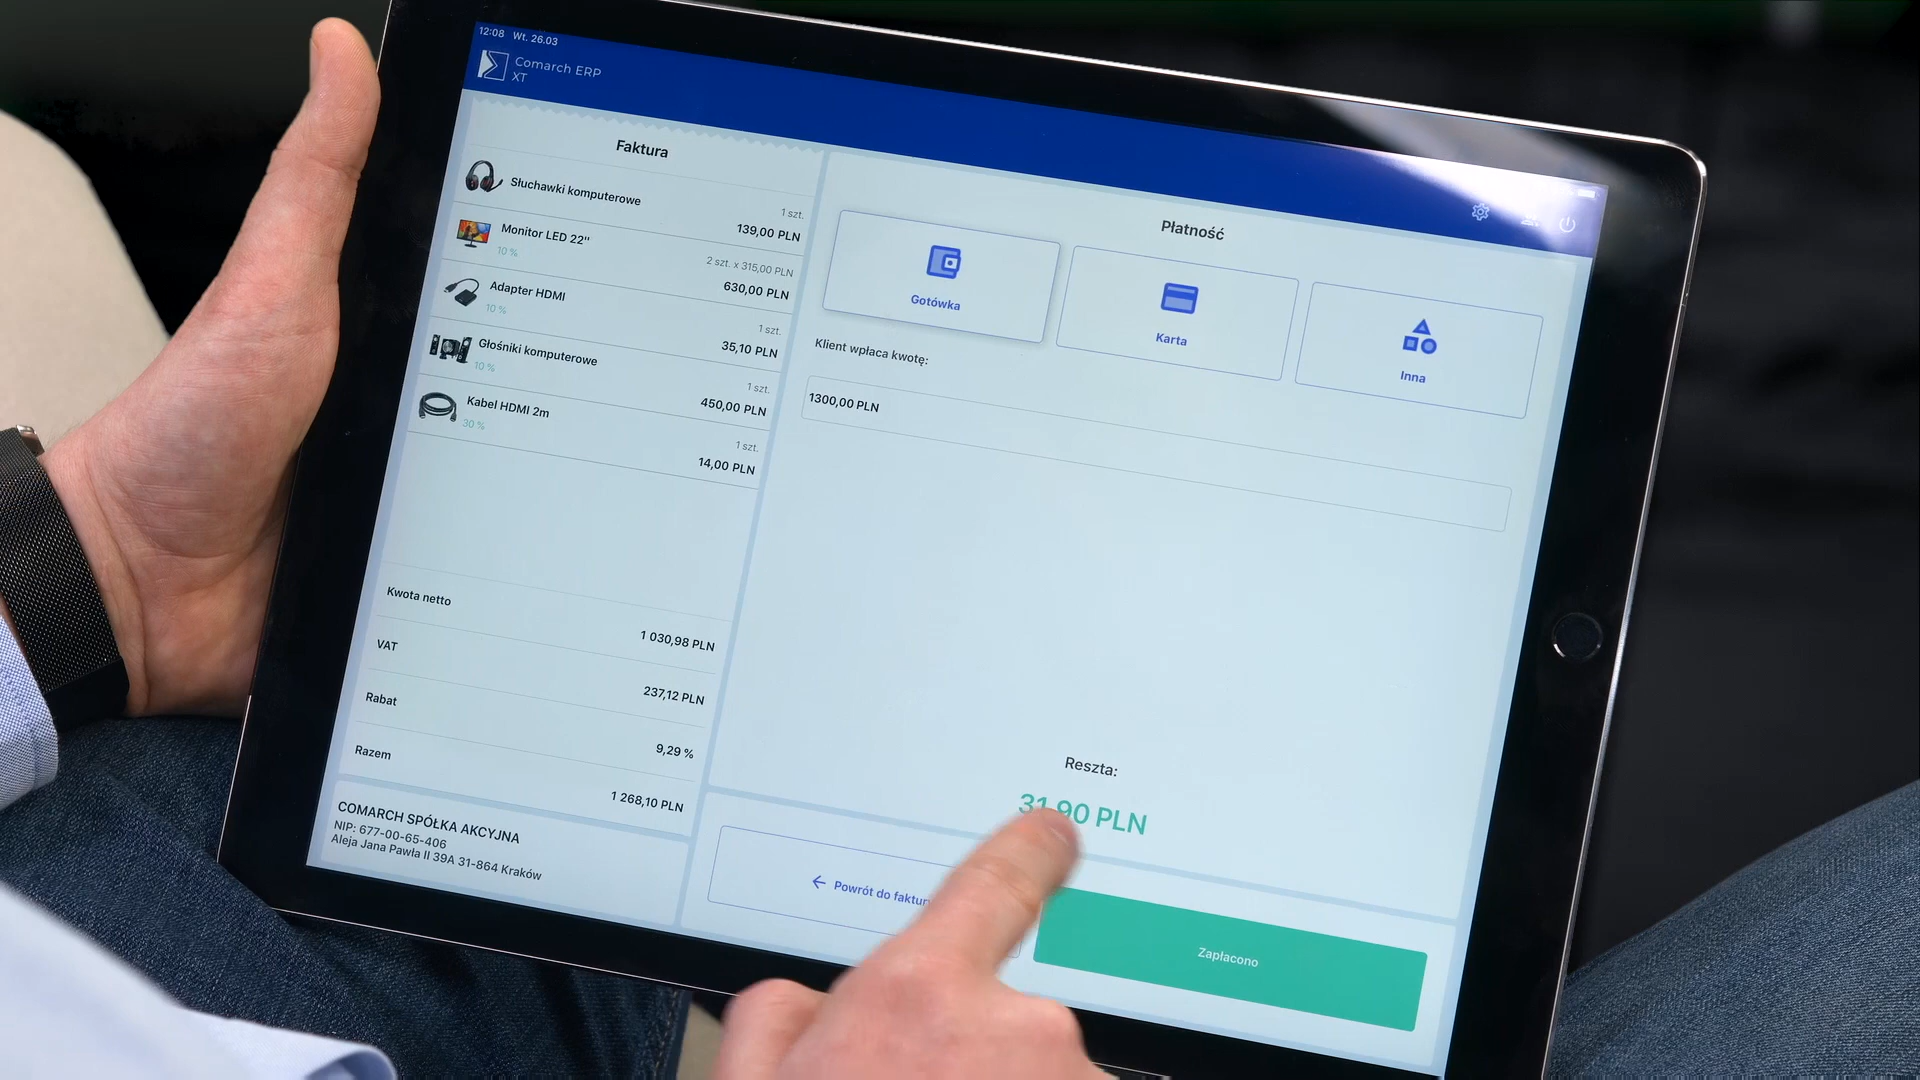 12:08 Wt. 26.03
Comarch ERP
XT
Faktura
Słuchawki komputerowe
1 szt.
139,00 PLN
Monitor LED 22"
10 %
2 szt. x 315,00 PLN
630,00 PLN
Adapter HDMI
10 %
1 szt.
35,10 PLN
Głośniki komputerowe
10 %
1 szt.
450,00 PLN
Kabel HDMI 2m
30 %
1 szt.
14,00 PLN
Kwota netto
1 030,98 PLN
VAT
237,12 PLN
Rabat
9,29 %
Razem
1 268,10 PLN
COMARCH SPÓŁKA AKCYJNA
NIP: 677-00-65-406
Aleja Jana Pawła II 39A 31-864 Kraków
Płatność
Gotówka
Karta
Inna
Klient wpłaca kwotę:
1300,00 PLN
Reszta:
31,90 PLN
← Powrót do faktury
Zapłacono